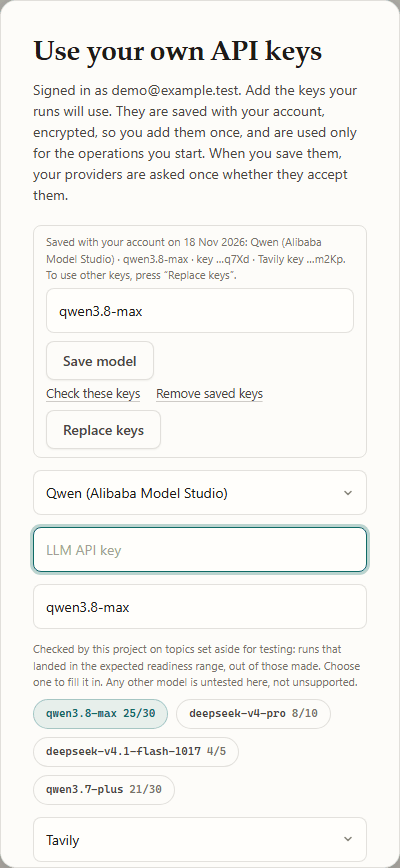 Use your own API keys
Signed in as demo@example.test. Add the keys your
runs will use. They are saved with your account,
encrypted, so you add them once, and are used only
for the operations you start. When you save them,
your providers are asked once whether they accept
them.
Saved with your account on 18 Nov 2026: Qwen (Alibaba
Model Studio) · qwen3.8-max · key …q7Xd · Tavily key …m2Kp.
To use other keys, press “Replace keys”.
qwen3.8-max
Save model
Check these keys Remove saved keys
Replace keys
Qwen (Alibaba Model Studio)
LLM API key
qwen3.8-max
Checked by this project on topics set aside for testing: runs that
landed in the expected readiness range, out of those made. Choose
one to fill it in. Any other model is untested here, not unsupported.
qwen3.8-max 25/30 deepseek-v4-pro 8/10
deepseek-v4.1-flash-1017 4/5
qwen3.7-plus 21/30
Tavily